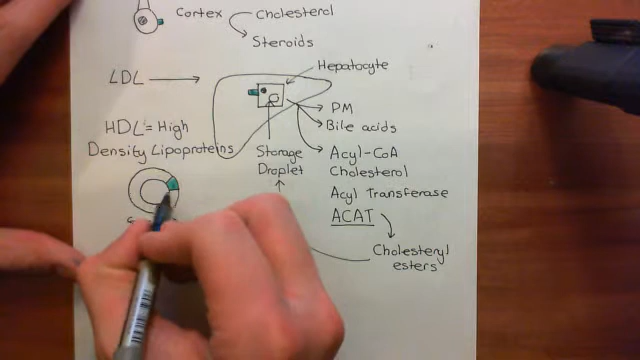 Cortex Cholesterol
Steroids
Hepatocyte
LDL
PM
Bile acids
HDL = High
Density Lipoproteins
Storage
Droplet
Acyl-CoA
Cholesterol
Acyl Transferase
ACAT
Cholesteryl
esters